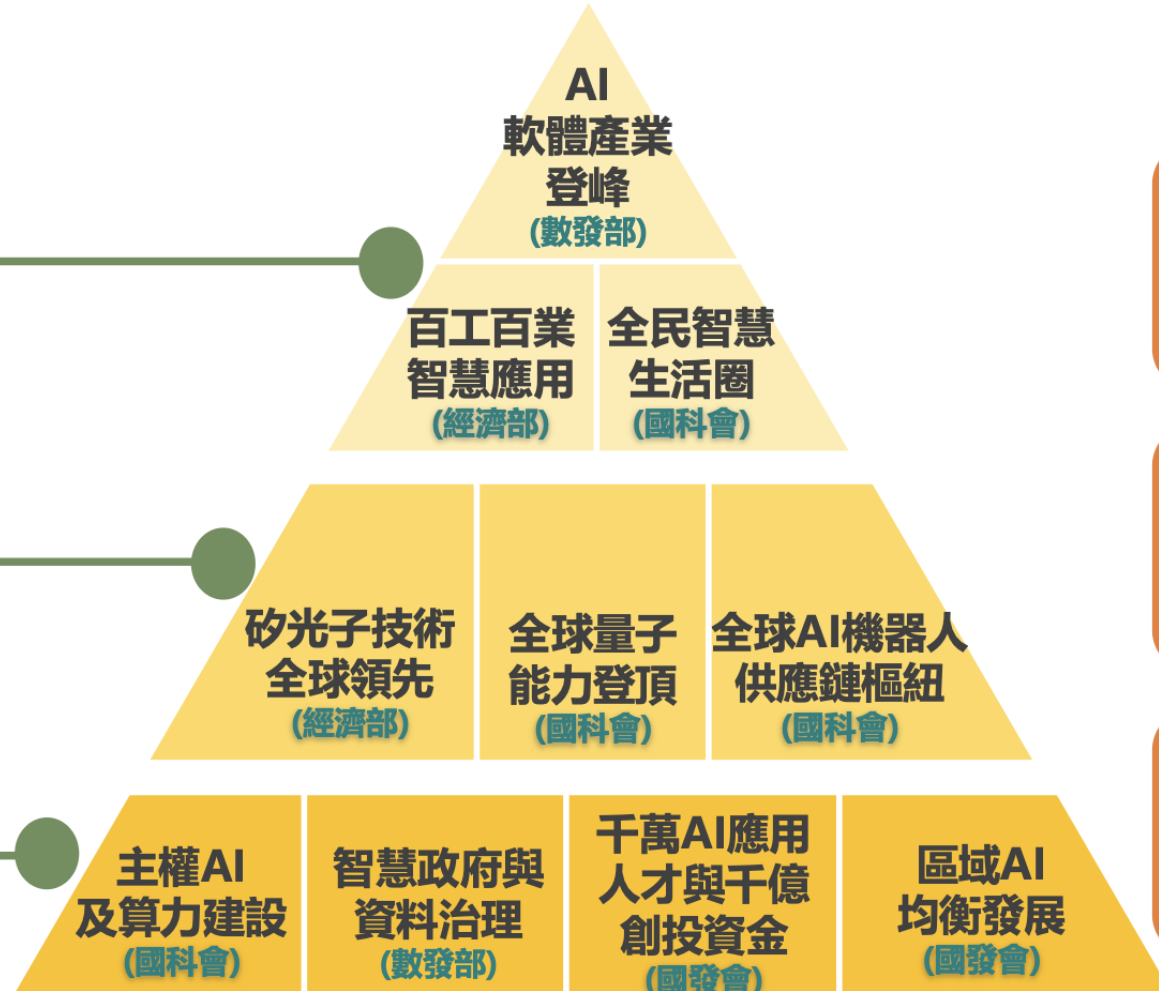 AI
軟體產業
登峰
(數發部)
百工百業
智慧應用
(經濟部)
全民智慧
生活圈
(國科會)
矽光子技術
全球領先
(經濟部)
全球量子
能力登頂
(國科會)
全球AI機器人
供應鏈樞紐
(國科會)
主權AI
及算力建設
(國科會)
智慧政府與
資料治理
(數發部)
千萬AI應用
人才與千億
創投資金
(國發會)
區域AI
均衡發展
(國發會)